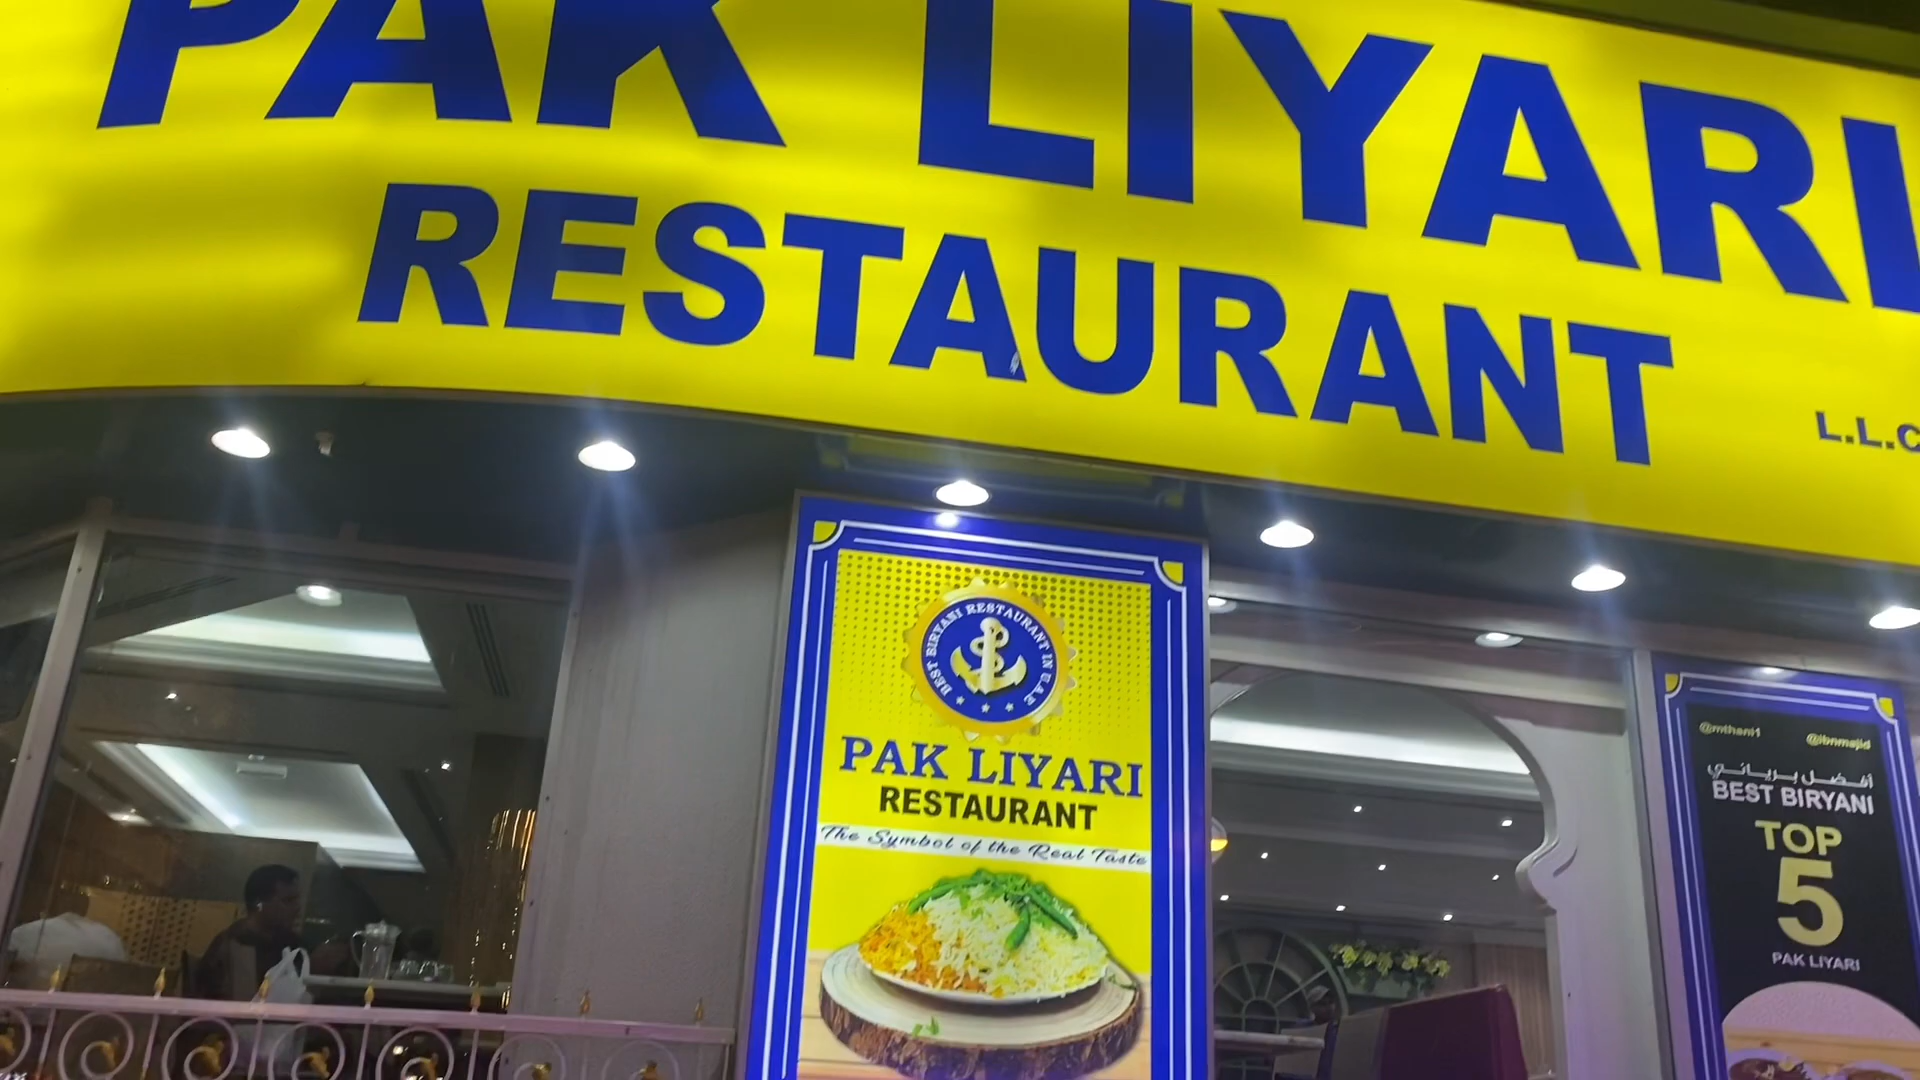 PAK LIYARI
RESTAURANT
L.L.C
BEST BIRYANI RESTAURANT IN U.A.E
PAK LIYARI
RESTAURANT
The Symbol of the Real Taste
@mthani1
@ibnmajid
أفضل برياني
BEST BIRYANI
TOP
5
PAK LIYARI